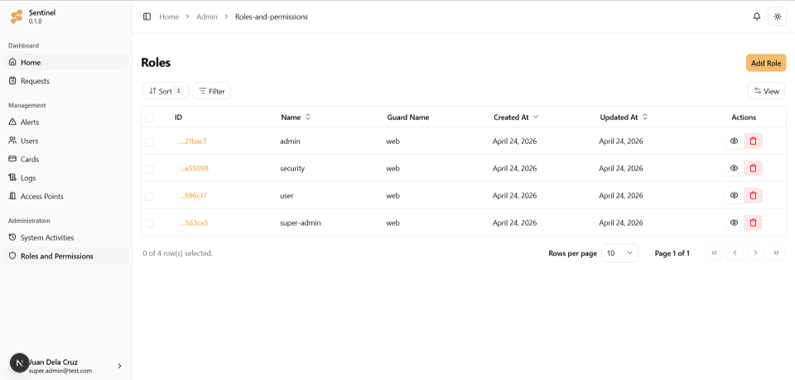 Sentinel
0.1.0
Home > Admin > Roles-and-permissions
Dashboard
Home
Requests
Management
Alerts
Users
Cards
Logs
Access Points
Administration
System Activities
Roles and Permissions
N
Juan Dela Cruz
super.admin@test.com
Roles
Add Role
Sort 1
Filter
View
ID Name Guard Name Created At Updated At Actions
...21bac7 admin web April 24, 2026 April 24, 2026
...a55098 security web April 24, 2026 April 24, 2026
...596c17 user web April 24, 2026 April 24, 2026
...3d3ca5 super-admin web April 24, 2026 April 24, 2026
0 of 4 row(s) selected.
Rows per page 10 Page 1 of 1